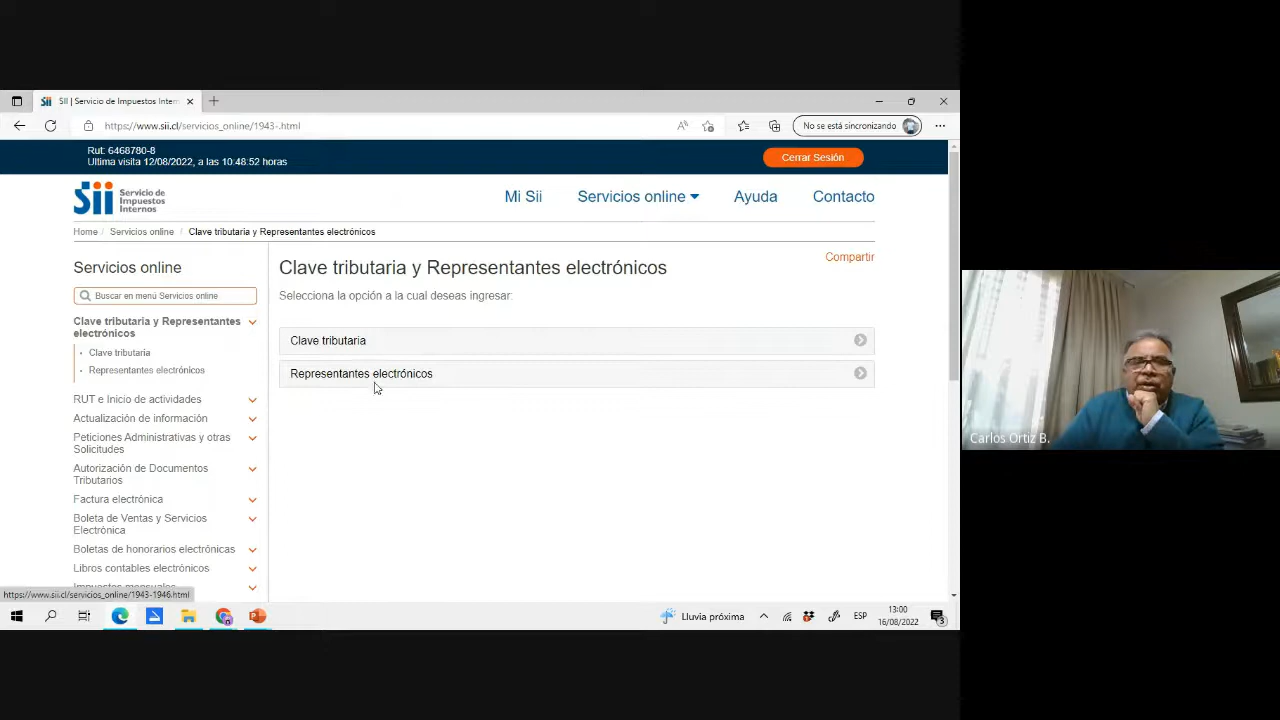 SII | Servicio de Impuestos Intern
https://www.sii.cl/servicios_online/1943-.html
No se está sincronizando
Rut: 6468780-8
Ultima visita 12/08/2022, a las 10:48:52 horas
Cerrar Sesión
Sii Servicio de
Impuestos
Internos
Mi Sii
Servicios online
Ayuda
Contacto
Home / Servicios online / Clave tributaria y Representantes electrónicos
Compartir
Servicios online
Buscar en menú Servicios online
Clave tributaria y Representantes
electrónicos
Clave tributaria
Representantes electrónicos
RUT e Inicio de actividades
Actualización de información
Peticiones Administrativas y otras
Solicitudes
Autorización de Documentos
Tributarios
Factura electrónica
Boleta de Ventas y Servicios
Electrónica
Boletas de honorarios electrónicas
Libros contables electrónicos
Impuestos mensuales
Clave tributaria y Representantes electrónicos
Selecciona la opción a la cual deseas ingresar:
Clave tributaria
Representantes electrónicos
https://www.sii.cl/servicios_online/1943-1946.html
Lluvia próxima
ESP
13:00
16/08/2022
3
Carlos Ortiz B.